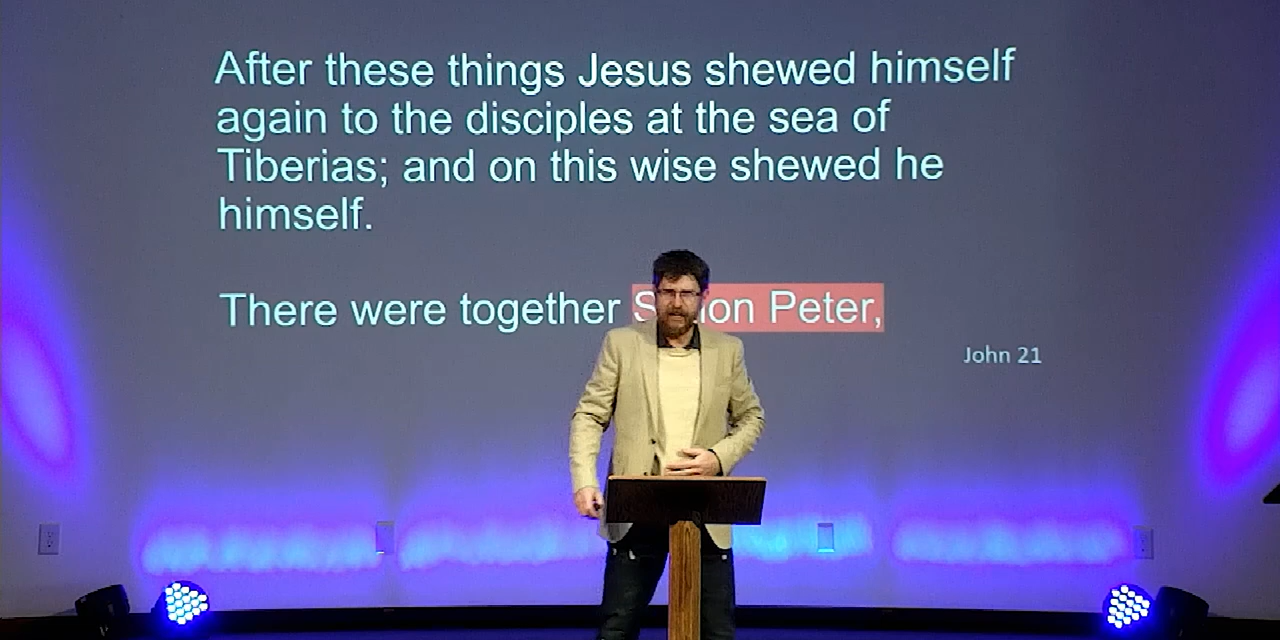 After these things Jesus shewed himself
again to the disciples at the sea of
Tiberias; and on this wise shewed he
himself.
There were together Simon Peter,
John 21